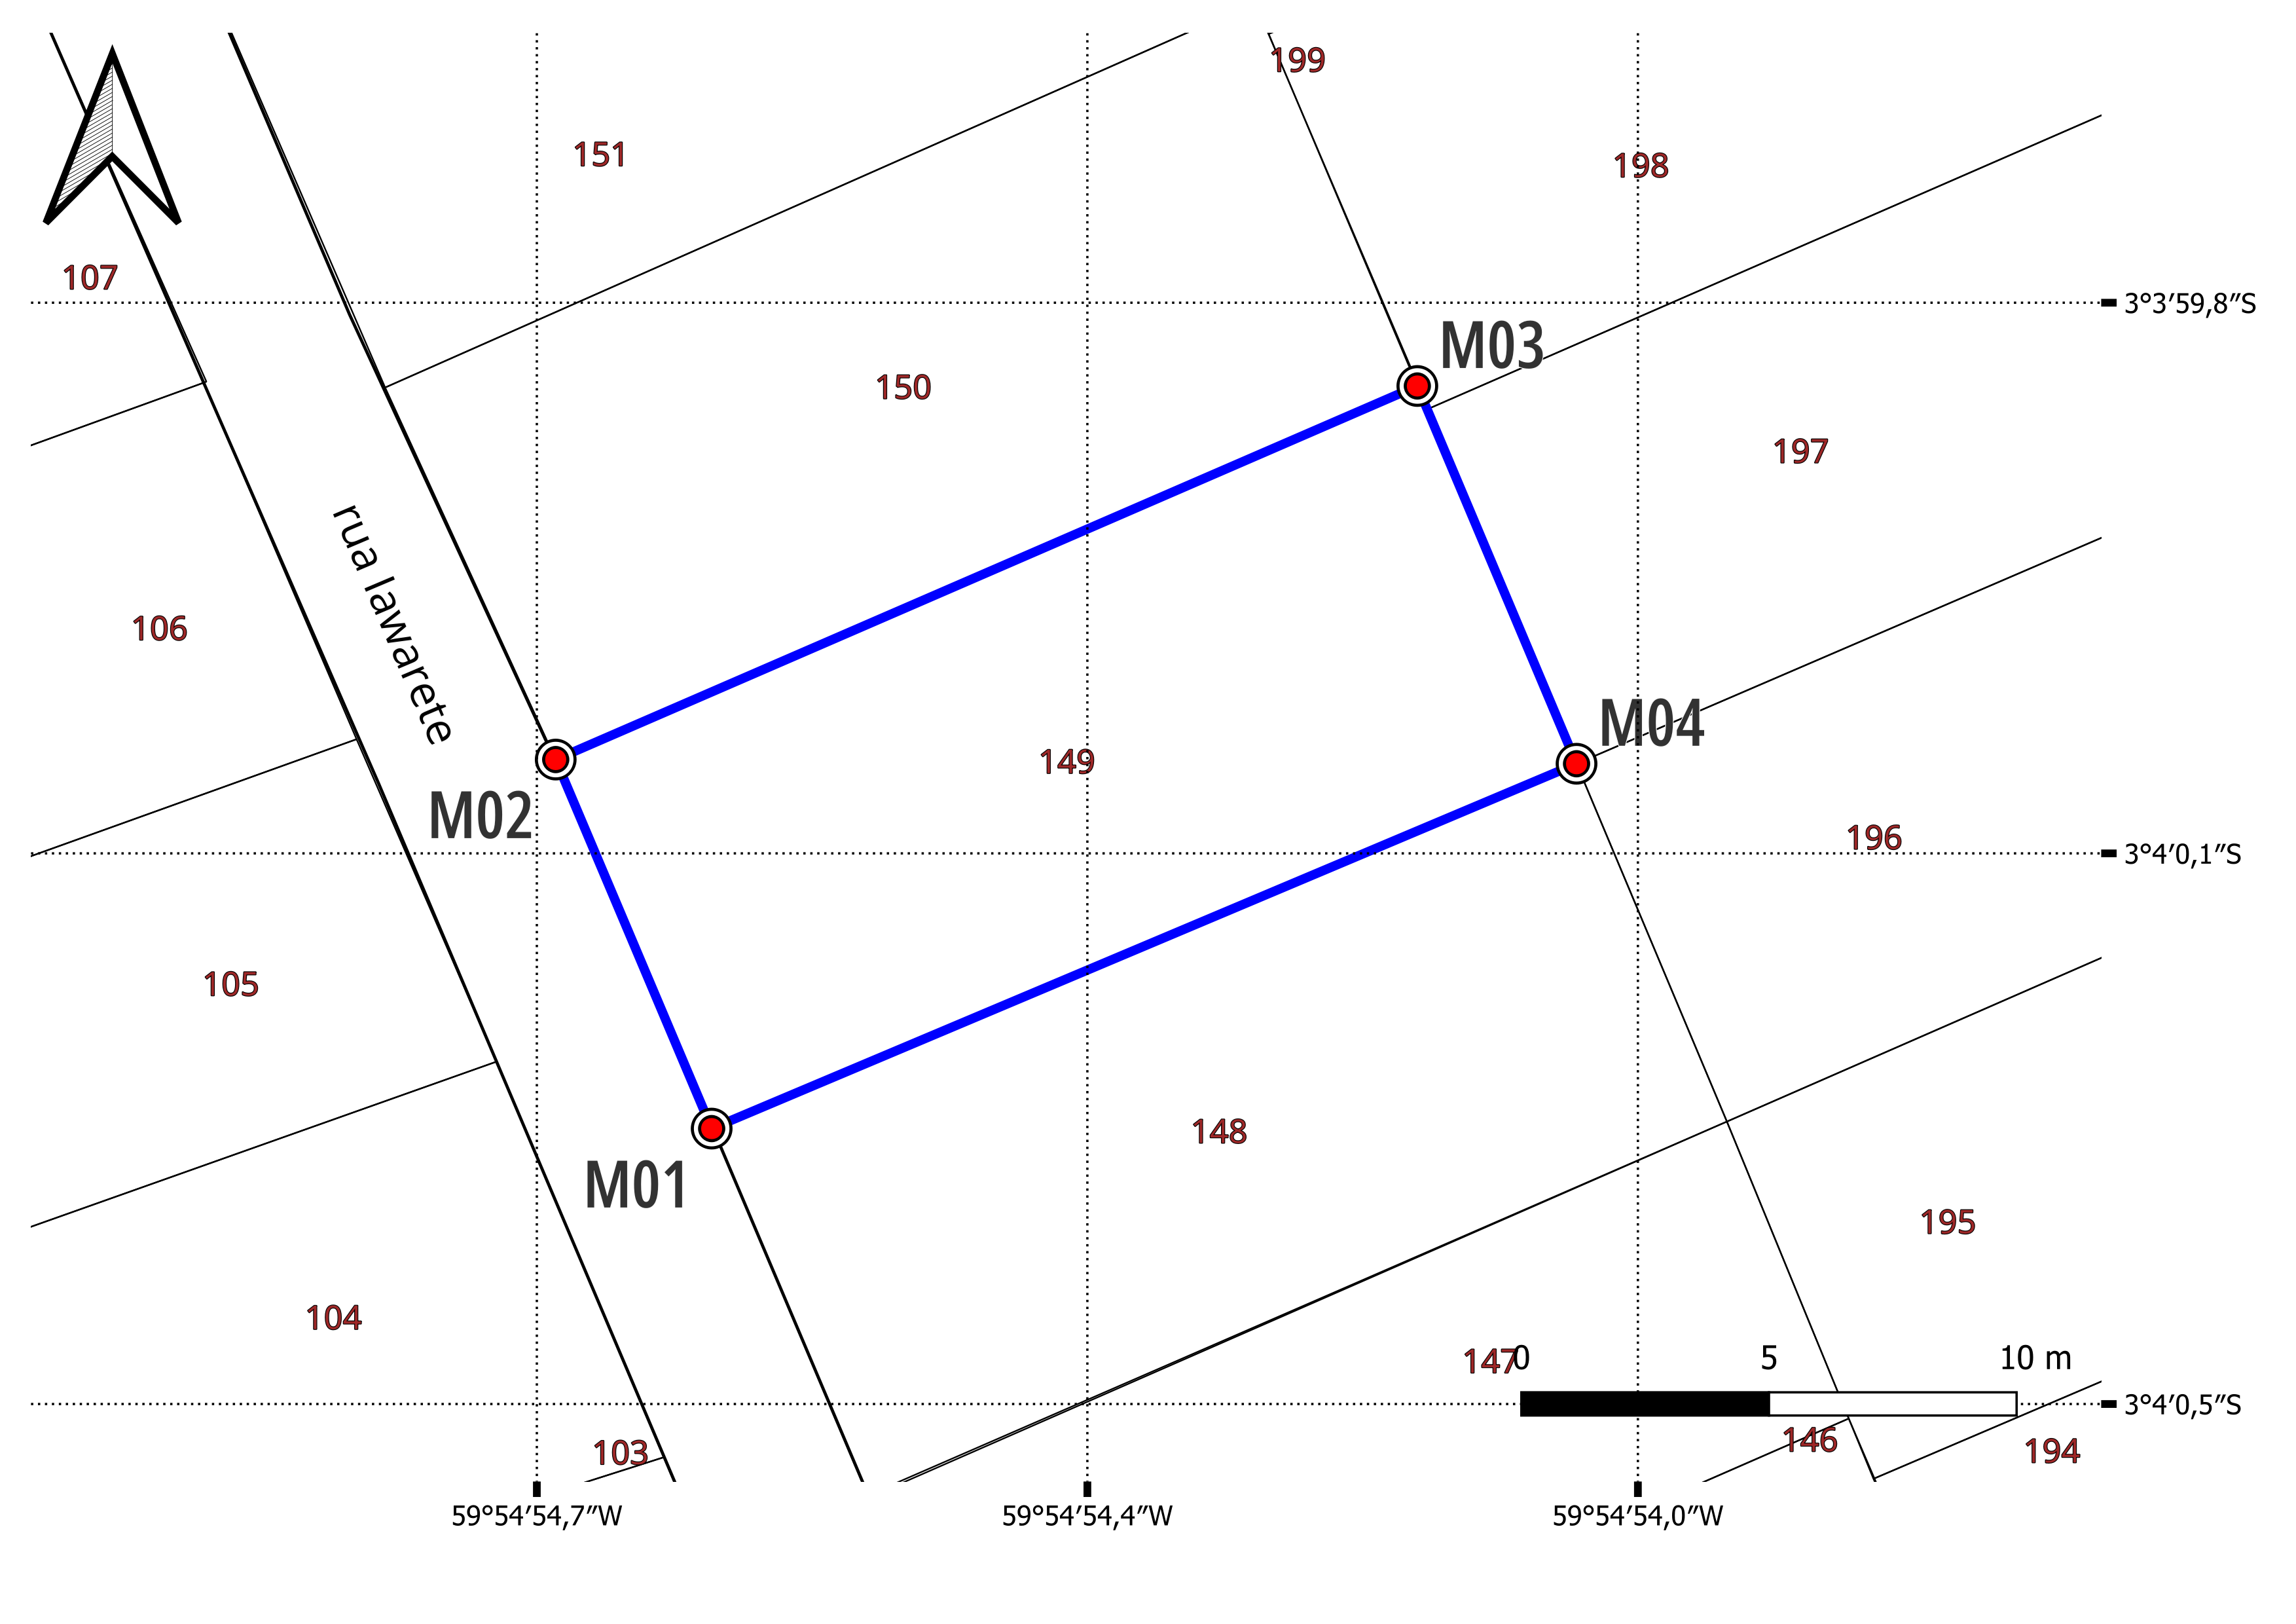 199
151
198
107
3°3′59,8″S
M03
150
197
rua Iawarete
106
M04
149
M02
196
3°4′0,1″S
105
148
M01
195
104
147
0 5 10 m
3°4′0,5″S
103
146
194
59°54′54,7″W
59°54′54,4″W
59°54′54,0″W